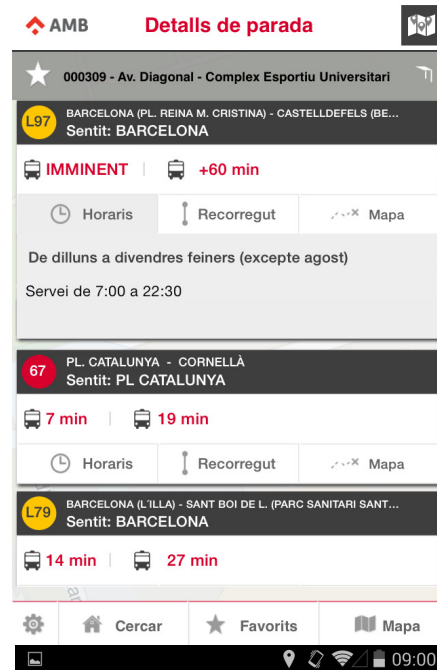 AMB
Detalls de parada
000309 - Av. Diagonal - Complex Esportiu Universitari
L97
BARCELONA (PL. REINA M. CRISTINA) - CASTELLDEFELS (BE...
Sentit: BARCELONA
IMMINENT
+60 min
Horaris
Recorregut
Mapa
De dilluns a divendres feiners (excepte agost)
Servei de 7:00 a 22:30
67
PL. CATALUNYA - CORNELLÀ
Sentit: PL CATALUNYA
7 min
19 min
Horaris
Recorregut
Mapa
L79
BARCELONA (L´ILLA) - SANT BOI DE L. (PARC SANITARI SANT...
Sentit: BARCELONA
14 min
27 min
Cercar
Favorits
Mapa
09:00